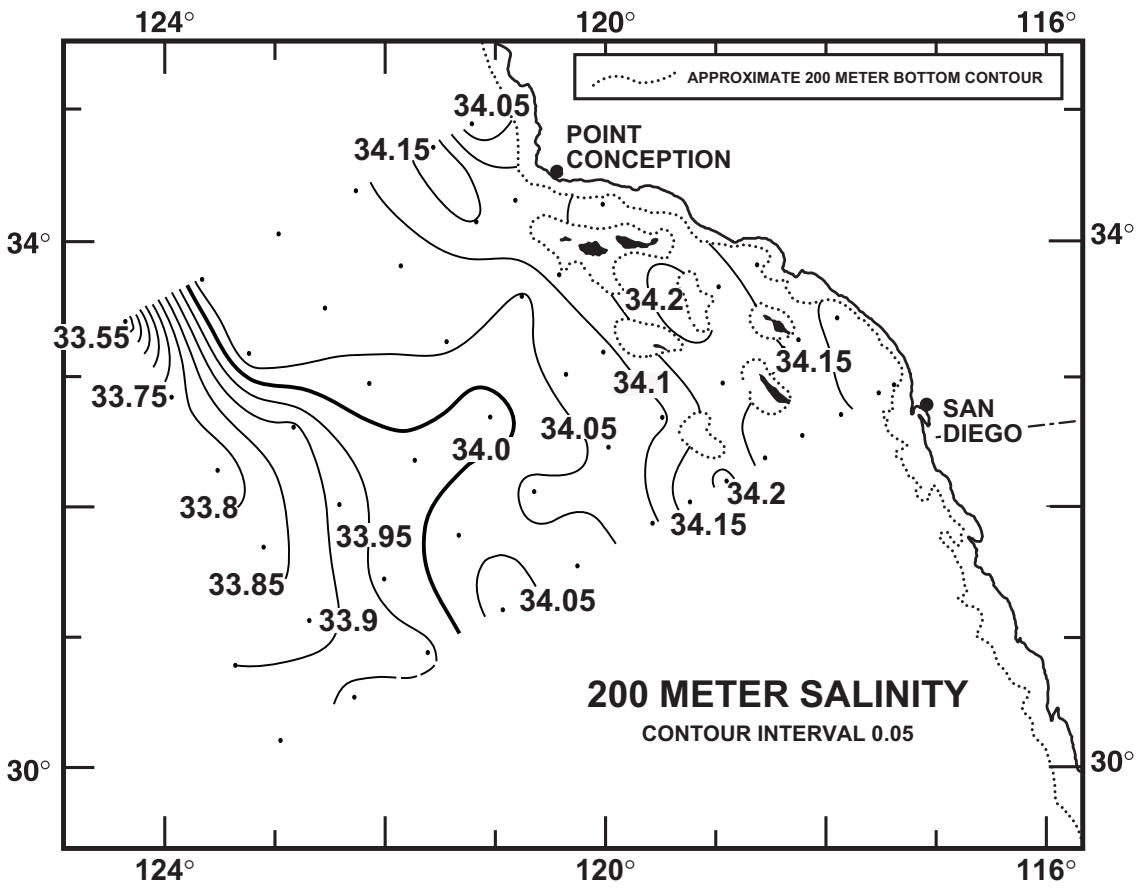 124° 120° 116°
APPROXIMATE 200 METER BOTTOM CONTOUR
34.05
POINT
CONCEPTION
34.15
34° 34°
34.2
33.55
34.15
34.1
33.75
SAN
DIEGO
34.05
34.0
33.8
34.2
34.15
33.95
33.85
34.05
33.9
200 METER SALINITY
CONTOUR INTERVAL 0.05
30° 30°
124° 120° 116°